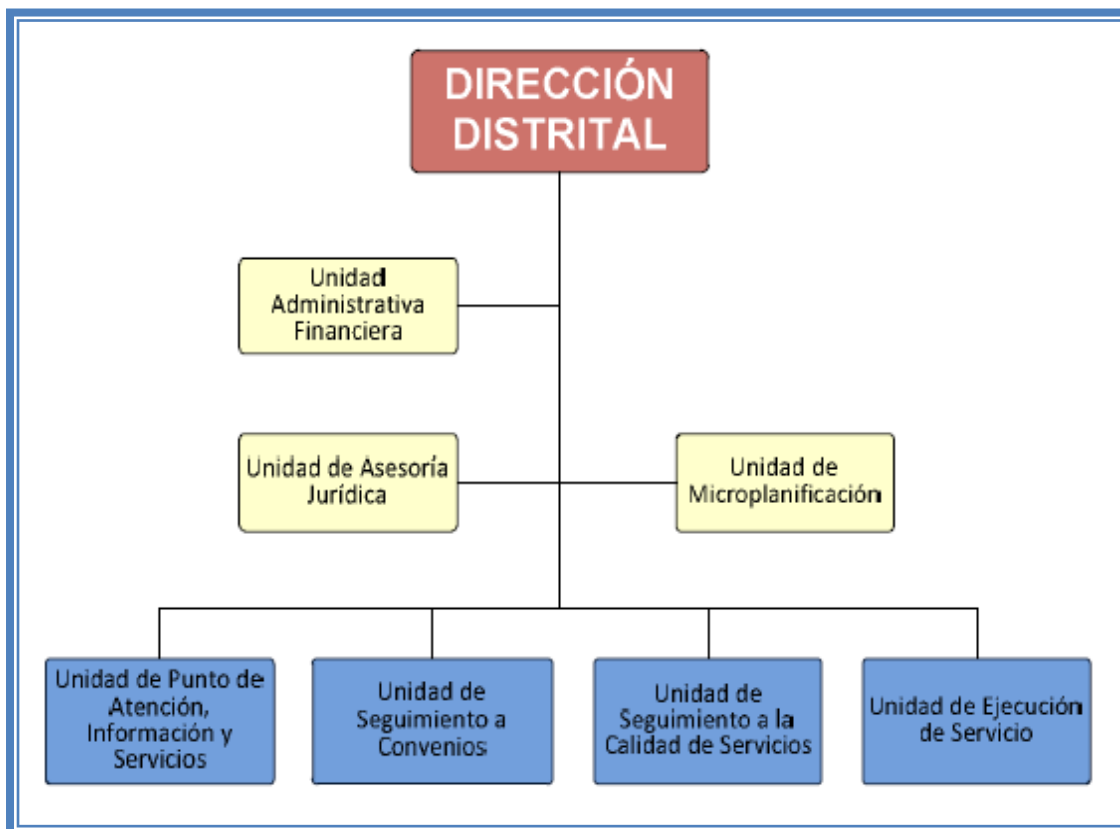 DIRECCIÓN
DISTRITAL
Unidad
Administrativa
Financiera
Unidad de Asesoría
Jurídica
Unidad de
Microplanificación
Unidad de Punto de
Atención,
Información y
Servicios
Unidad de
Seguimiento a
Convenios
Unidad de
Seguimiento a la
Calidad de Servicios
Unidad de Ejecución
de Servicio